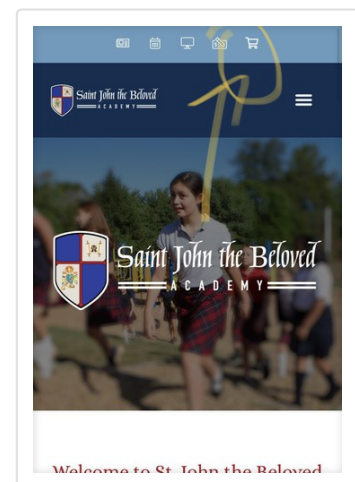 Saint John the Beloved
ACADEMY
Saint John the Beloved
ACADEMY
Welcome to St. John the Beloved